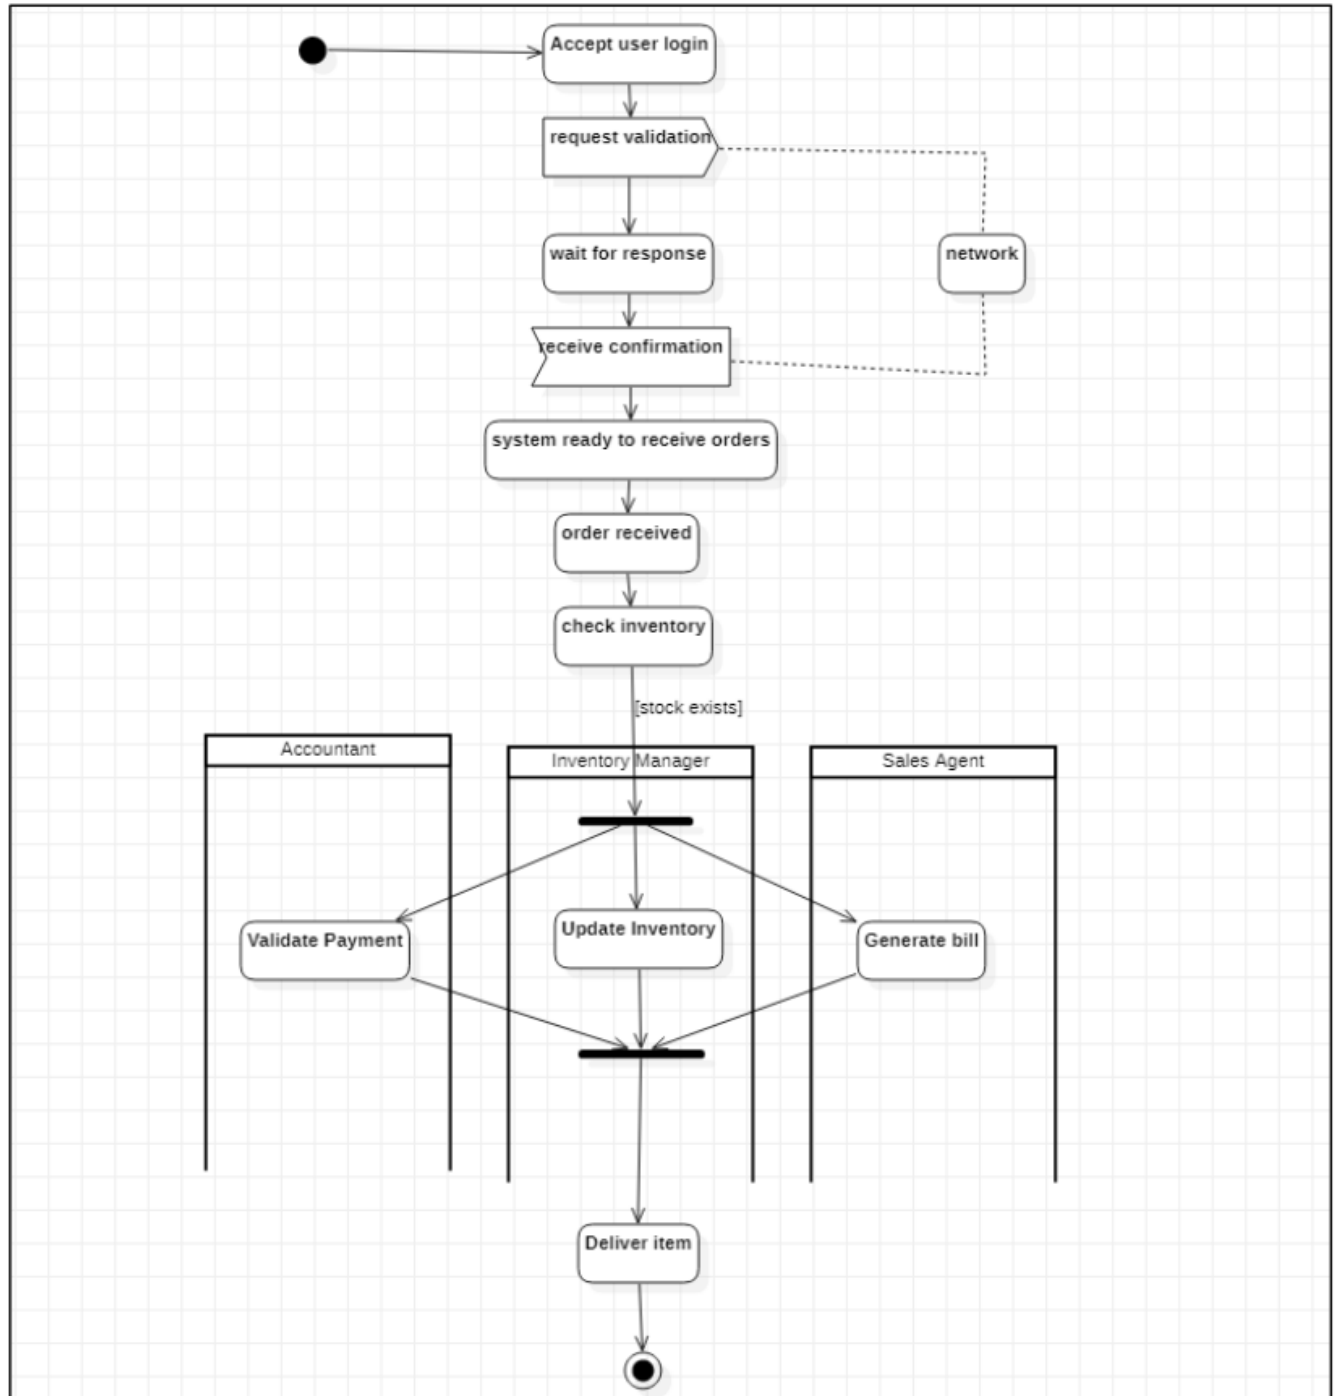 Accept user login
request validation
wait for response
network
receive confirmation
system ready to receive orders
order received
check inventory
[stock exists]
Accountant
Inventory Manager
Sales Agent
Validate Payment
Update Inventory
Generate bill
Deliver item